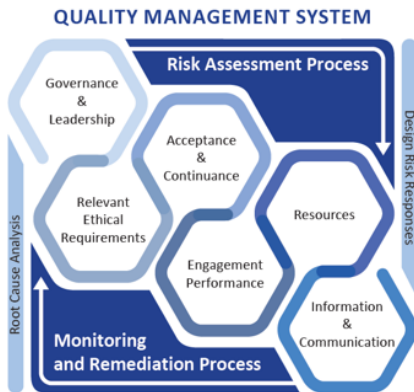 QUALITY MANAGEMENT SYSTEM
Risk Assessment Process
Governance
&
Leadership
Acceptance
&
Continuance
Relevant
Ethical
Requirements
Resources
Engagement
Performance
Information
&
Communication
Monitoring
and Remediation Process
Root Cause Analysis
Design Risk Responses